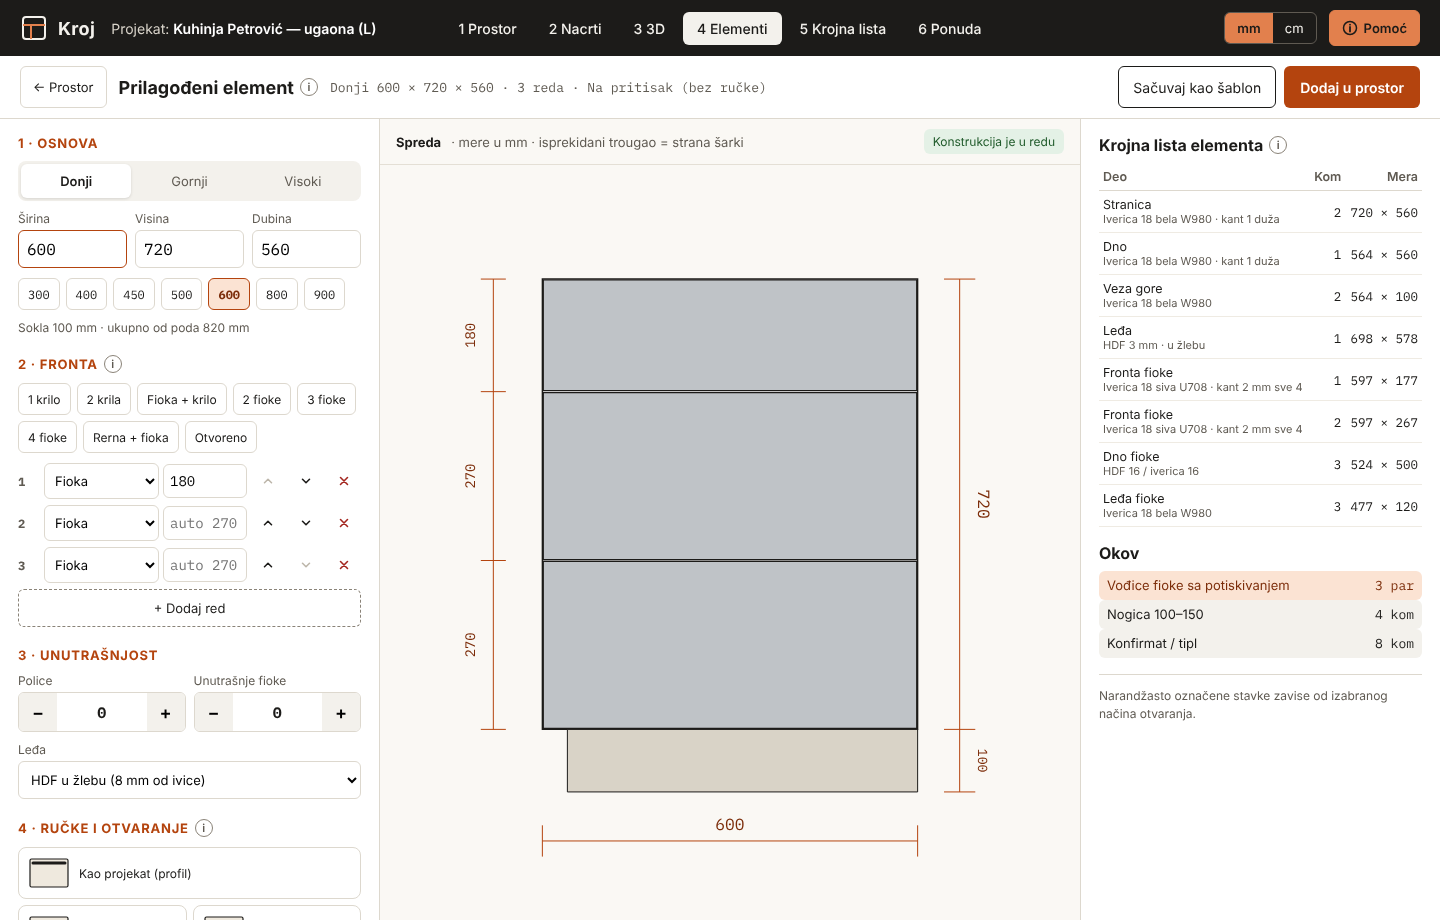 Kroj
Projekat: Kuhinja Petrović — ugaona (L)
1 Prostor
2 Nacrti
3 3D
4 Elementi
5 Krojna lista
6 Ponuda
mm
cm
Pomoć
← Prostor
Prilagođeni element
Donji 600 × 720 × 560 · 3 reda · Na pritisak (bez ručke)
Sačuvaj kao šablon
Dodaj u prostor
1 · OSNOVA
Donji
Gornji
Visoki
Širina
Visina
Dubina
600
720
560
300
400
450
500
600
800
900
Sokla 100 mm · ukupno od poda 820 mm
2 · FRONTA
1 krilo
2 krila
Fioka + krilo
2 fioke
3 fioke
4 fioke
Rerna + fioka
Otvoreno
1
Fioka
180
2
Fioka
auto 270
3
Fioka
auto 270
+ Dodaj red
3 · UNUTRAŠNJOST
Police
Unutrašnje fioke
− 0 +
− 0 +
Leđa
HDF u žlebu (8 mm od ivice)
4 · RUČKE I OTVARANJE
Kao projekat (profil)
Spreda · mere u mm · isprekidani trougao = strana šarki
Konstrukcija je u redu
180
270
270
720
100
600
Krojna lista elementa
Deo Kom Mera
Stranica 2 720 × 560
Iverica 18 bela W980 · kant 1 duža
Dno 1 564 × 560
Iverica 18 bela W980 · kant 1 duža
Veza gore 2 564 × 100
Iverica 18 bela W980
Leđa 1 698 × 578
HDF 3 mm · u žlebu
Fronta fioke 1 597 × 177
Iverica 18 siva U708 · kant 2 mm sve 4
Fronta fioke 2 597 × 267
Iverica 18 siva U708 · kant 2 mm sve 4
Dno fioke 3 524 × 500
HDF 16 / iverica 16
Leđa fioke 3 477 × 120
Iverica 18 bela W980
Okov
Vođice fioke sa potiskivanjem 3 par
Nogica 100–150 4 kom
Konfirmat / tipl 8 kom
Narandžasto označene stavke zavise od izabranog
načina otvaranja.